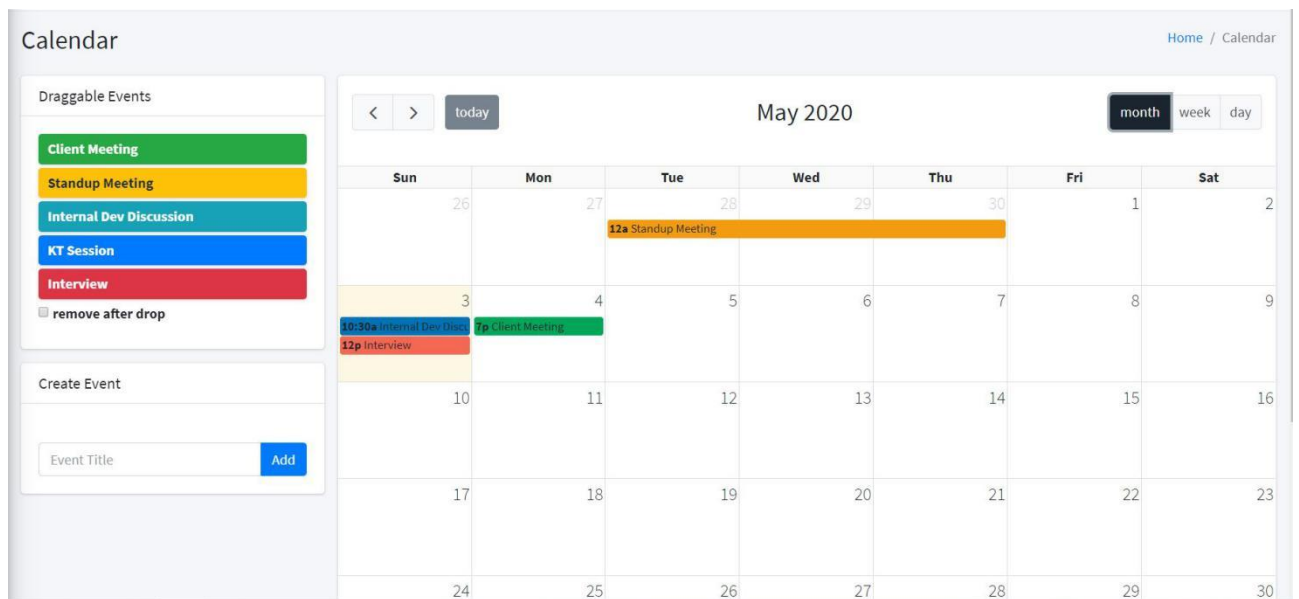 Calendar
Home / Calendar
Draggable Events
Client Meeting
Standup Meeting
Internal Dev Discussion
KT Session
Interview
remove after drop
Create Event
Event Title
Add
< > today
May 2020
month week day
Sun Mon Tue Wed Thu Fri Sat
26 27 28 29 30 1 2
12a Standup Meeting
3 4 5 6 7 8 9
10:30a Internal Dev Discu 7p Client Meeting
12p Interview
10 11 12 13 14 15 16
17 18 19 20 21 22 23
24 25 26 27 28 29 30